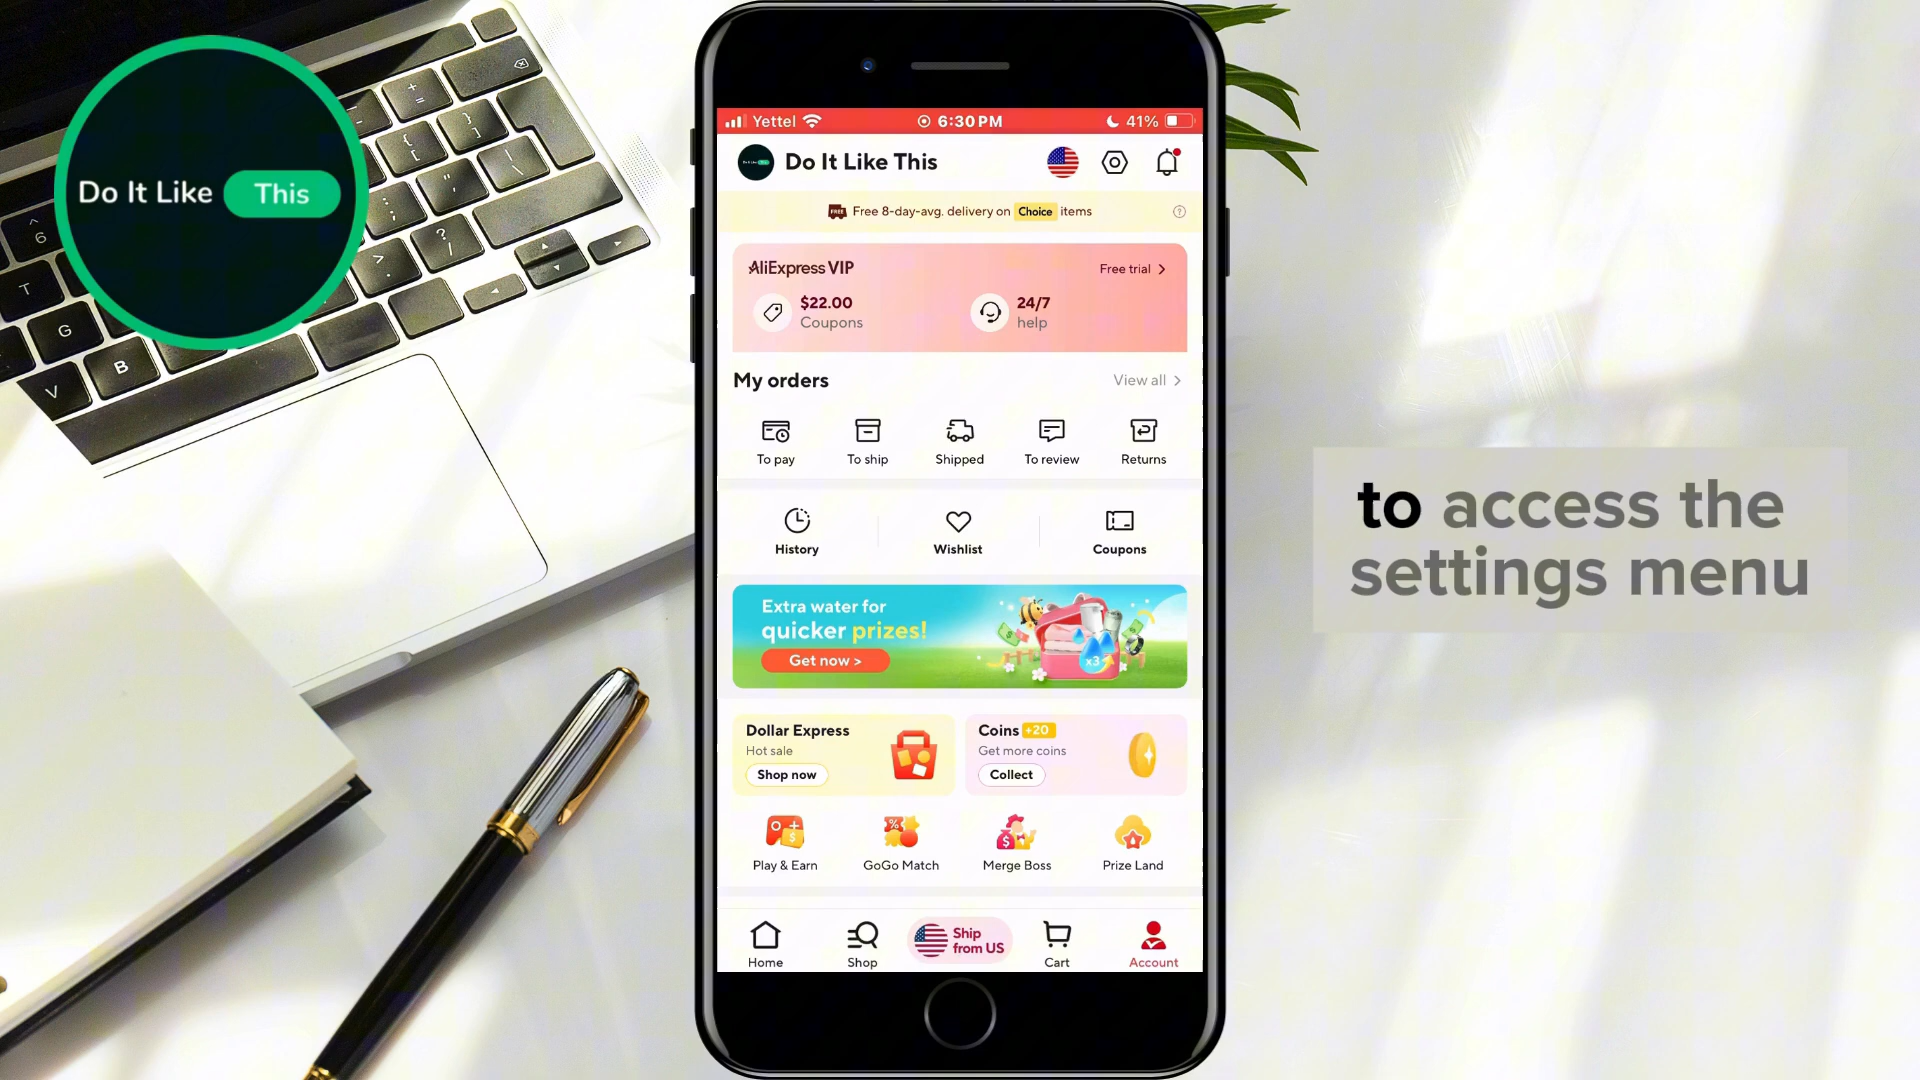 Do It Like This
Yettel 6:30 PM 41%
Do It Like This
FREE Free 8-day-avg. delivery on Choice items
AliExpress VIP
Free trial >
$22.00
Coupons
24/7
help
My orders
View all >
To pay
To ship
Shipped
To review
Returns
History
Wishlist
Coupons
Extra water for
quicker prizes!
Get now >
x3
Dollar Express
Hot sale
Shop now
Coins +20
Get more coins
Collect
Play & Earn
GoGo Match
Merge Boss
Prize Land
Home
Shop
Ship
from US
Cart
Account
to access the
settings menu
6
T
G
V
B